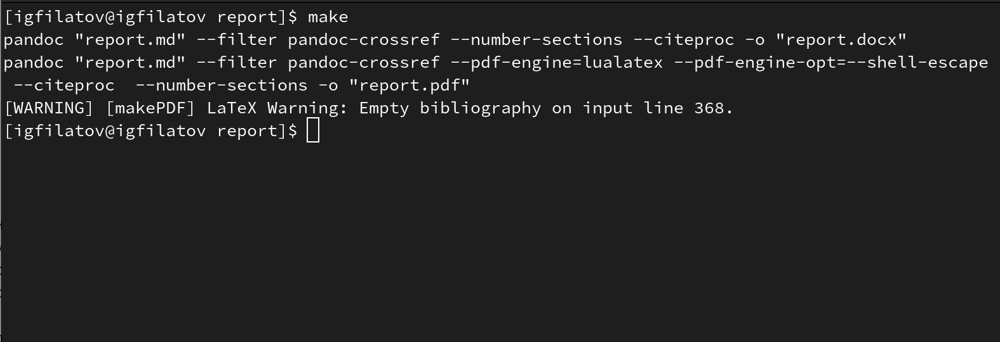 [igfilatov@igfilatov report]$ make
pandoc "report.md" --filter pandoc-crossref --number-sections --citeproc -o "report.docx"
pandoc "report.md" --filter pandoc-crossref --pdf-engine=lualatex --pdf-engine-opt=--shell-escape
 --citeproc  --number-sections -o "report.pdf"
[WARNING] [makePDF] LaTeX Warning: Empty bibliography on input line 368.
[igfilatov@igfilatov report]$